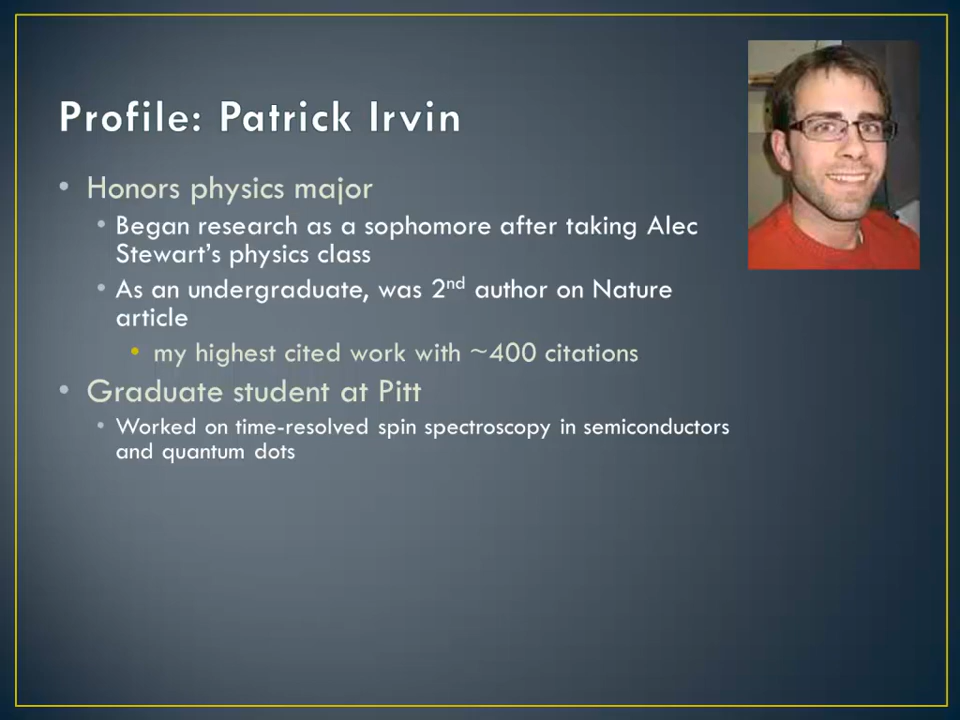 Profile: Patrick Irvin
• Honors physics major
• Began research as a sophomore after taking Alec
Stewart's physics class
• As an undergraduate, was 2nd author on Nature
article
• my highest cited work with ~400 citations
• Graduate student at Pitt
• Worked on time-resolved spin spectroscopy in semiconductors
and quantum dots